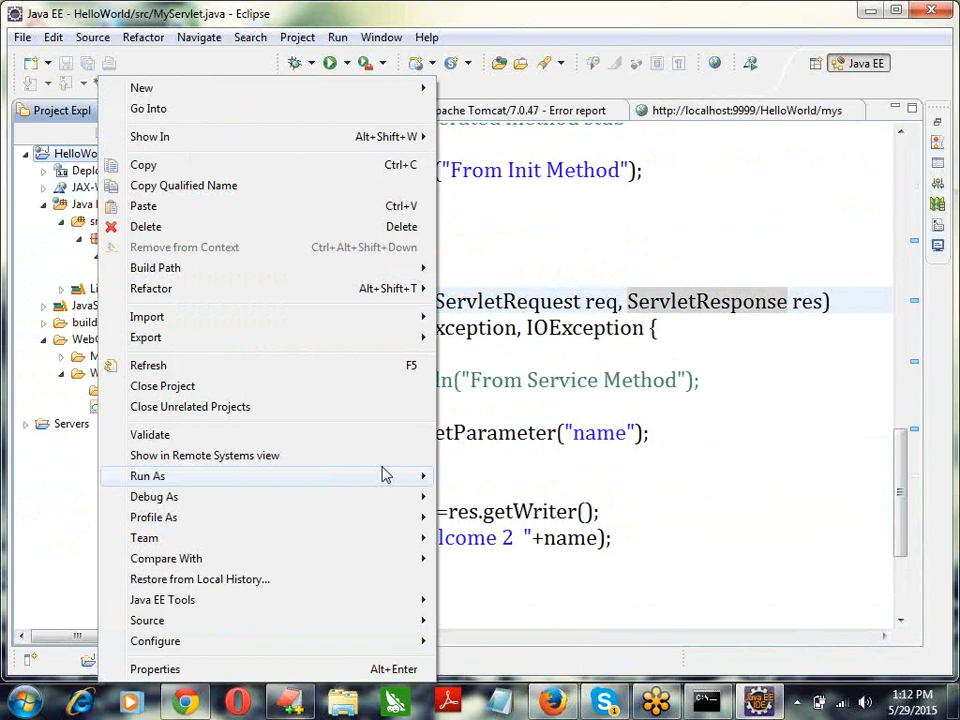 Java EE - HelloWorld/src/MyServlet.java - Eclipse
File Edit Source Refactor Navigate Search Project Run Window Help
Java EE
Project Expl
pache Tomcat/7.0.47 - Error report
http://localhost:9999/HelloWorld/mys
New
Go Into
Show In Alt+Shift+W
Copy Ctrl+C
Copy Qualified Name
Paste Ctrl+V
Delete Delete
Remove from Context Ctrl+Alt+Shift+Down
Build Path
Refactor Alt+Shift+T
Import
Export
Refresh F5
Close Project
Close Unrelated Projects
Validate
Show in Remote Systems view
Run As
Debug As
Profile As
Team
Compare With
Restore from Local History...
Java EE Tools
Source
Configure
Properties Alt+Enter
HelloWo
Depl
JAX-W
Java
sr
Li
JavaS
build
Web
M
W
Servers
erated method stub
("From Init Method");
ServletRequest req, ServletResponse res)
xception, IOException {
ln("From Service Method");
etParameter("name");
=res.getWriter();
lcome 2 "+name);
1:12 PM
5/29/2015